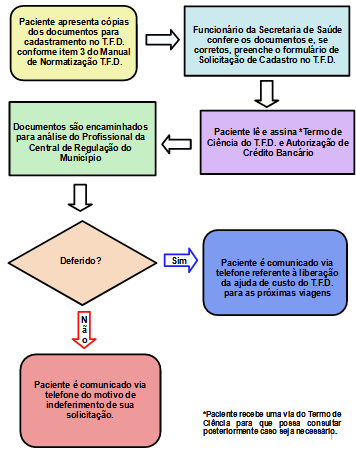 Paciente apresenta cópias
dos documentos para
cadastramento no T.F.D.
conforme item 3 do Manual
de Normatização T.F.D.
Funcionário da Secretaria de Saúde
confere os documentos e, se
corretos, preenche o formulário de
Solicitação de Cadastro no T.F.D.
Paciente lê e assina *Termo de
Ciência do T.F.D. e Autorização de
Crédito Bancário
Documentos são encaminhados
para análise do Profissional da
Central de Regulação do
Município
Deferido?
Sim
Paciente é comunicado via
telefone referente à liberação
da ajuda de custo do T.F.D.
para as próximas viagens
N
ã
o
Paciente é comunicado via
telefone do motivo de
indeferimento de sua
solicitação.
*Paciente recebe uma via do Termo de
Ciência para que possa consultar
posteriormente caso seja necessário.